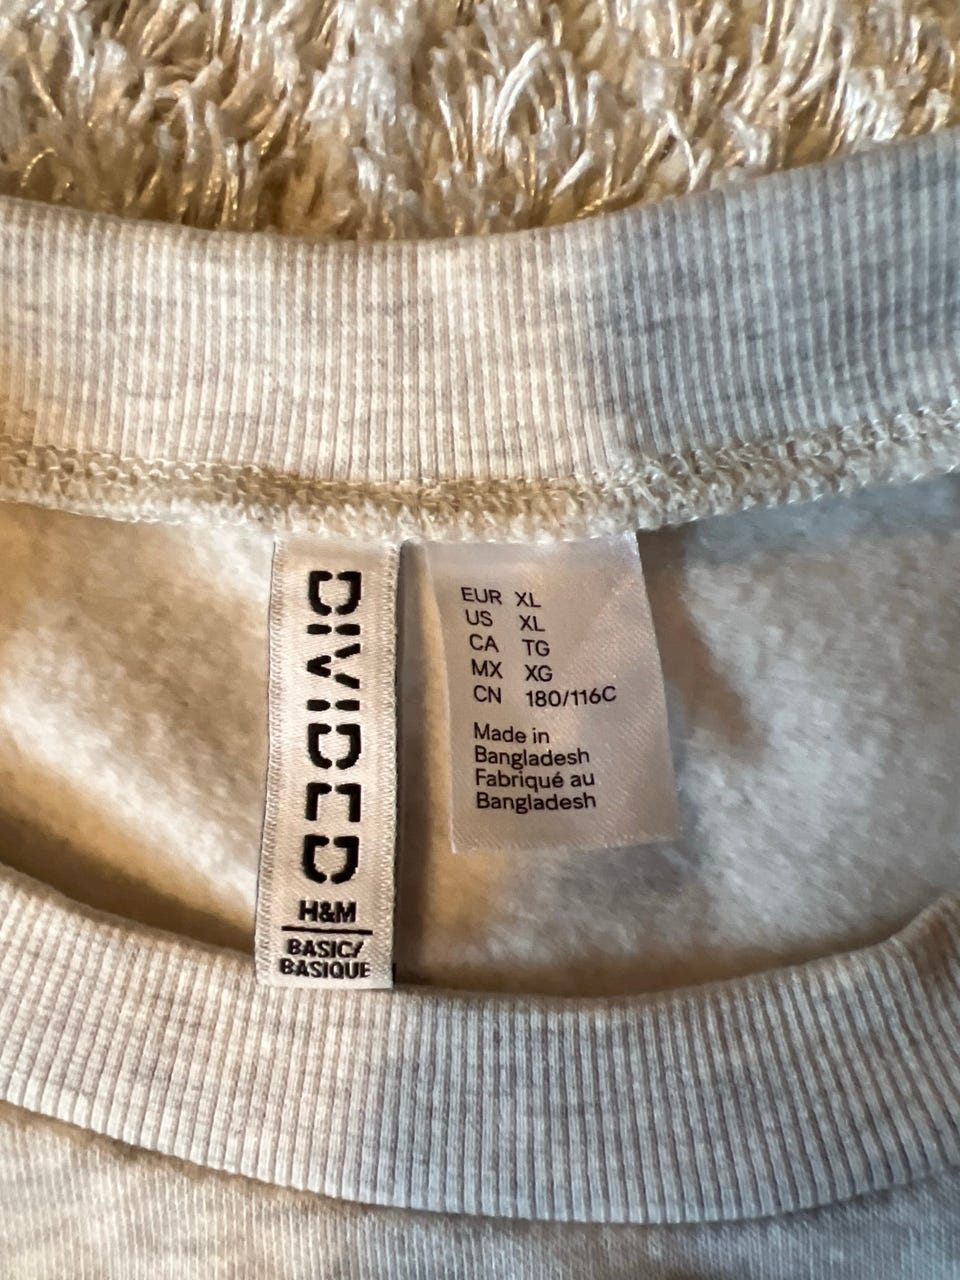 DIVIDED
H&M
BASIC/
BASIQUE
EUR XL
US XL
CA TG
MX XG
CN 180/116C
Made in
Bangladesh
Fabriqué au
Bangladesh